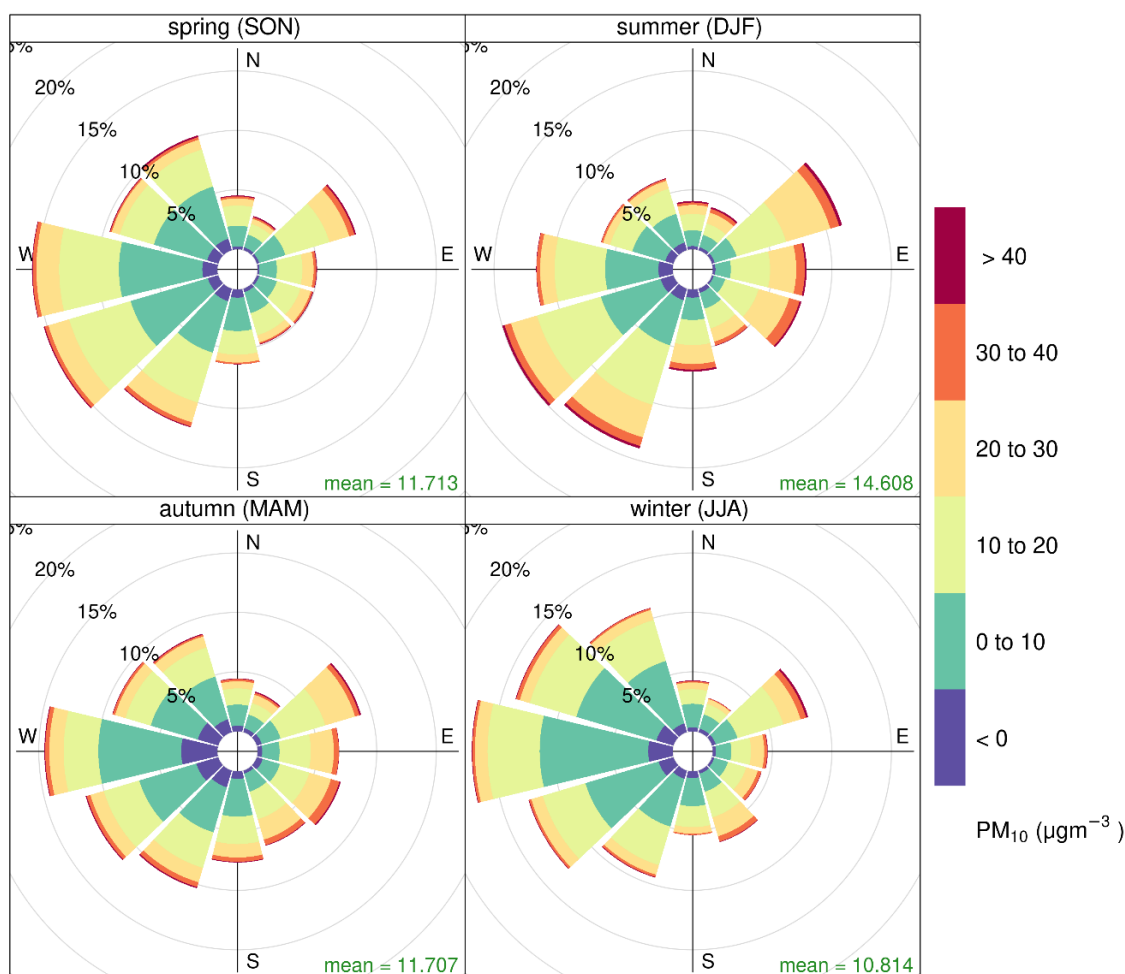 spring (SON)
N
20%
15%
10%
5%
W
E
S
mean = 11.713
summer (DJF)
N
20%
15%
10%
5%
W
E
S
mean = 14.608
autumn (MAM)
N
20%
15%
10%
5%
W
E
S
mean = 11.707
winter (JJA)
N
20%
15%
10%
5%
W
E
S
mean = 10.814
> 40
30 to 40
20 to 30
10 to 20
0 to 10
< 0
PM₁₀ (µgm⁻³ )